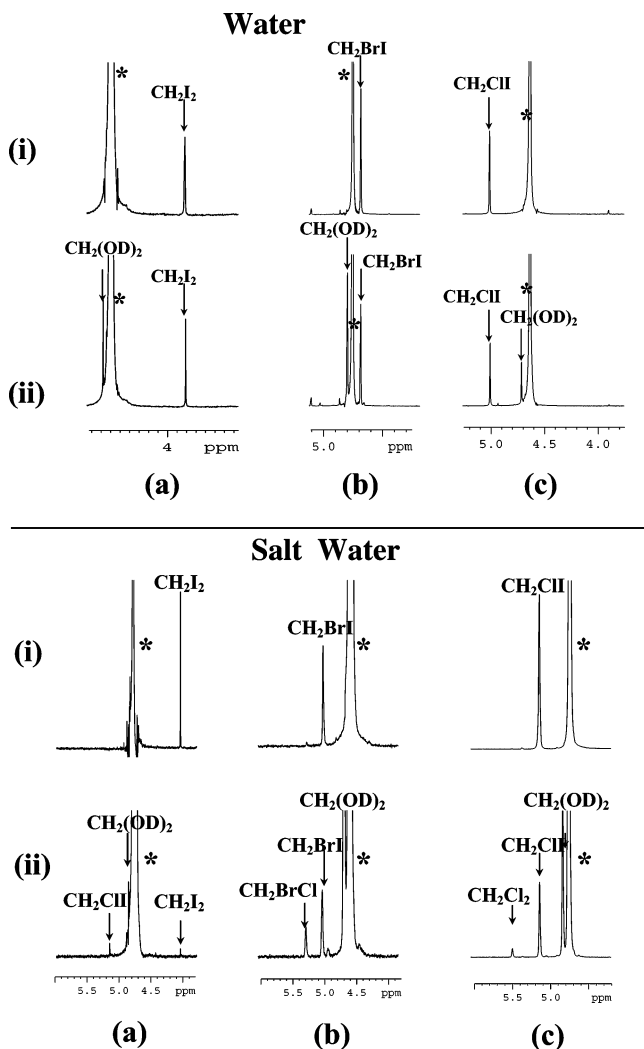 Water
(i)
*
CH2I2
*
CH2BrI
CH2ClI
*
(ii)
CH2(OD)2
*
CH2I2
CH2(OD)2
CH2BrI
*
CH2ClI
*
CH2(OD)2
4 ppm
5.0 ppm
5.0 4.5 4.0
(a) (b) (c)
Salt Water
(i)
CH2I2
*
CH2BrI
*
CH2ClI
*
(ii)
CH2(OD)2
*
CH2ClI
CH2I2
CH2(OD)2
CH2BrI
*
CH2BrCl
CH2(OD)2
CH2ClI
*
CH2Cl2
5.5 5.0 4.5 ppm
5.5 5.0 4.5 ppm
5.5 5.0 ppm
(a) (b) (c)